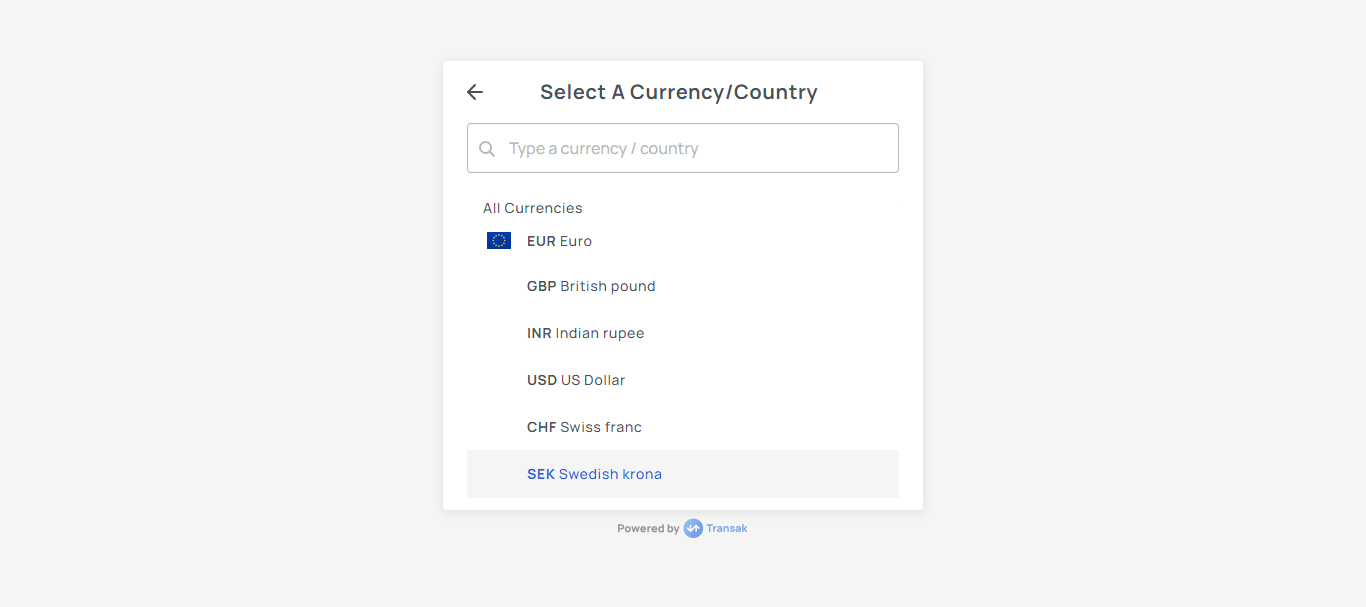 Select A Currency/Country
Type a currency / country
All Currencies
EUR Euro
GBP British pound
INR Indian rupee
USD US Dollar
CHF Swiss franc
SEK Swedish krona
Powered by Transak